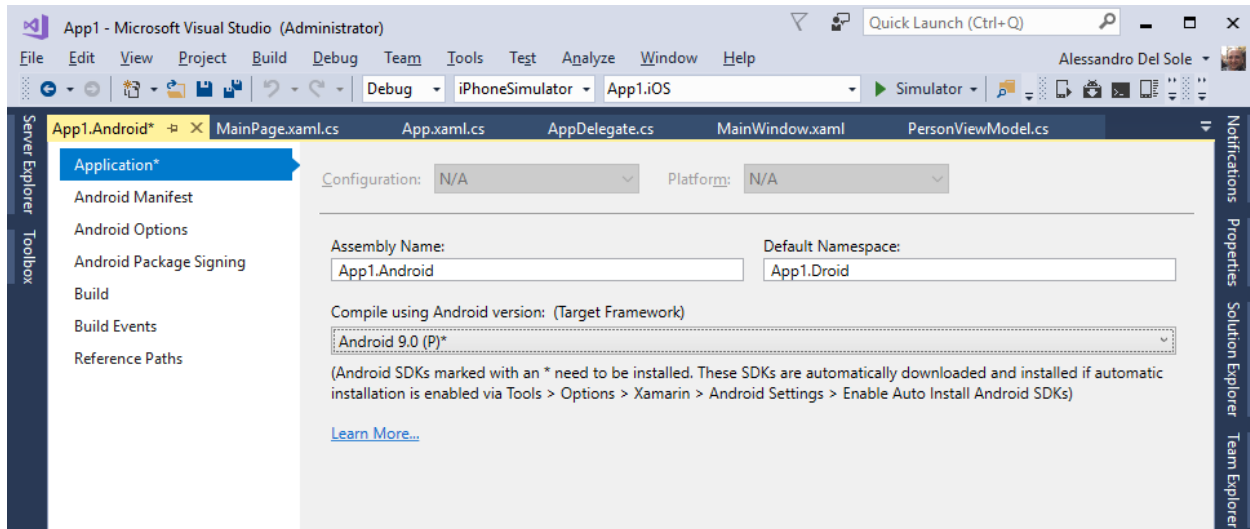 App1 - Microsoft Visual Studio (Administrator)
Quick Launch (Ctrl+Q)
File Edit View Project Build Debug Team Tools Test Analyze Window Help
Alessandro Del Sole
Debug iPhoneSimulator App1.iOS Simulator
App1.Android* MainPage.xaml.cs App.xaml.cs AppDelegate.cs MainWindow.xaml PersonViewModel.cs
Server Explorer
Toolbox
Application*
Android Manifest
Android Options
Android Package Signing
Build
Build Events
Reference Paths
Configuration: N/A Platform: N/A
Assembly Name: Default Namespace:
App1.Android App1.Droid
Compile using Android version: (Target Framework)
Android 9.0 (P)*
(Android SDKs marked with an * need to be installed. These SDKs are automatically downloaded and installed if automatic
installation is enabled via Tools > Options > Xamarin > Android Settings > Enable Auto Install Android SDKs)
Learn More...
Notifications
Properties
Solution Explorer
Team Explorer